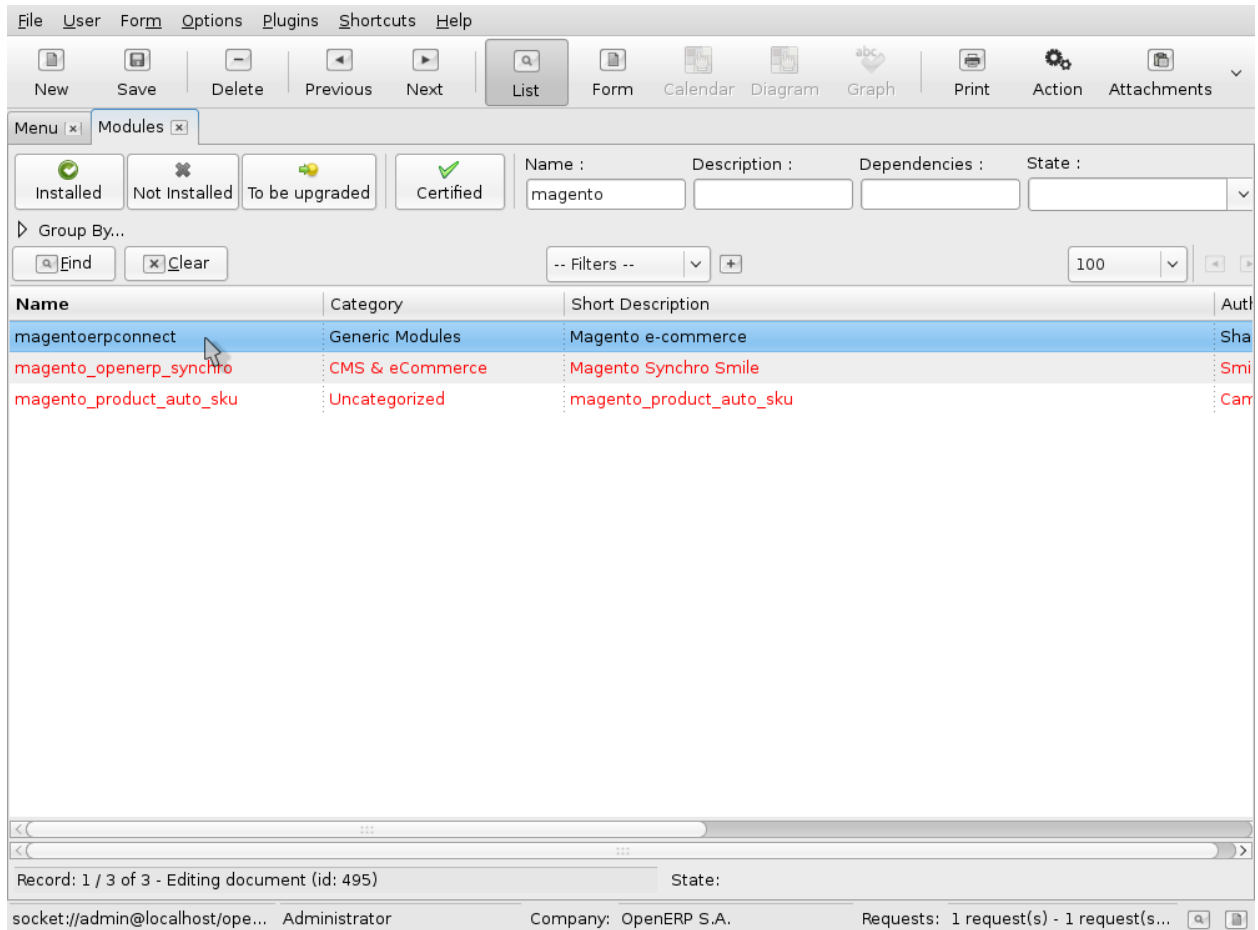 File User Form Options Plugins Shortcuts Help
New Save Delete Previous Next List Form Calendar Diagram Graph Print Action Attachments
Menu Modules
Installed Not Installed To be upgraded Certified
Name : Description : Dependencies : State :
magento
Group By...
Find Clear -- Filters -- 100
Name Category Short Description Auth
magentoerpconnect Generic Modules Magento e-commerce Sha
magento_openerp_synchro CMS & eCommerce Magento Synchro Smile Smi
magento_product_auto_sku Uncategorized magento_product_auto_sku Cam
Record: 1 / 3 of 3 - Editing document (id: 495) State:
socket://admin@localhost/ope... Administrator Company: OpenERP S.A. Requests: 1 request(s) - 1 request(s...